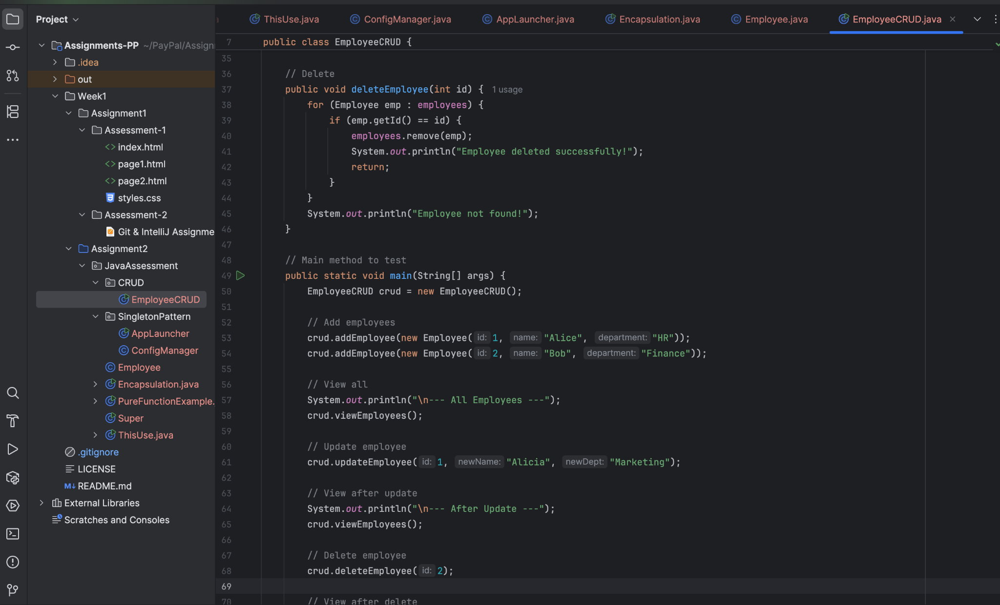 Project
Assignments-PP ~/PayPal/Assign
.idea
out
Week1
Assignment1
Assessment-1
index.html
page1.html
page2.html
styles.css
Assessment-2
Git & IntelliJ Assignme
Assignment2
JavaAssessment
CRUD
EmployeeCRUD
SingletonPattern
AppLauncher
ConfigManager
Employee
Encapsulation.java
PureFunctionExample.
Super
ThisUse.java
.gitignore
LICENSE
M↓ README.md
External Libraries
Scratches and Consoles
ThisUse.java ConfigManager.java AppLauncher.java Encapsulation.java Employee.java EmployeeCRUD.java
7 public class EmployeeCRUD {
35
36 // Delete
37 public void deleteEmployee(int id) { 1 usage
38 for (Employee emp : employees) {
39 if (emp.getId() == id) {
40 employees.remove(emp);
41 System.out.println("Employee deleted successfully!");
42 return;
43 }
44 }
45 System.out.println("Employee not found!");
46 }
47
48 // Main method to test
49 public static void main(String[] args) {
50 EmployeeCRUD crud = new EmployeeCRUD();
51
52 // Add employees
53 crud.addEmployee(new Employee( id: 1, name: "Alice", department: "HR"));
54 crud.addEmployee(new Employee( id: 2, name: "Bob", department: "Finance"));
55
56 // View all
57 System.out.println("\n--- All Employees ---");
58 crud.viewEmployees();
59
60 // Update employee
61 crud.updateEmployee( id: 1, newName: "Alicia", newDept: "Marketing");
62
63 // View after update
64 System.out.println("\n--- After Update ---");
65 crud.viewEmployees();
66
67 // Delete employee
68 crud.deleteEmployee( id: 2);
69
70 // View after delete